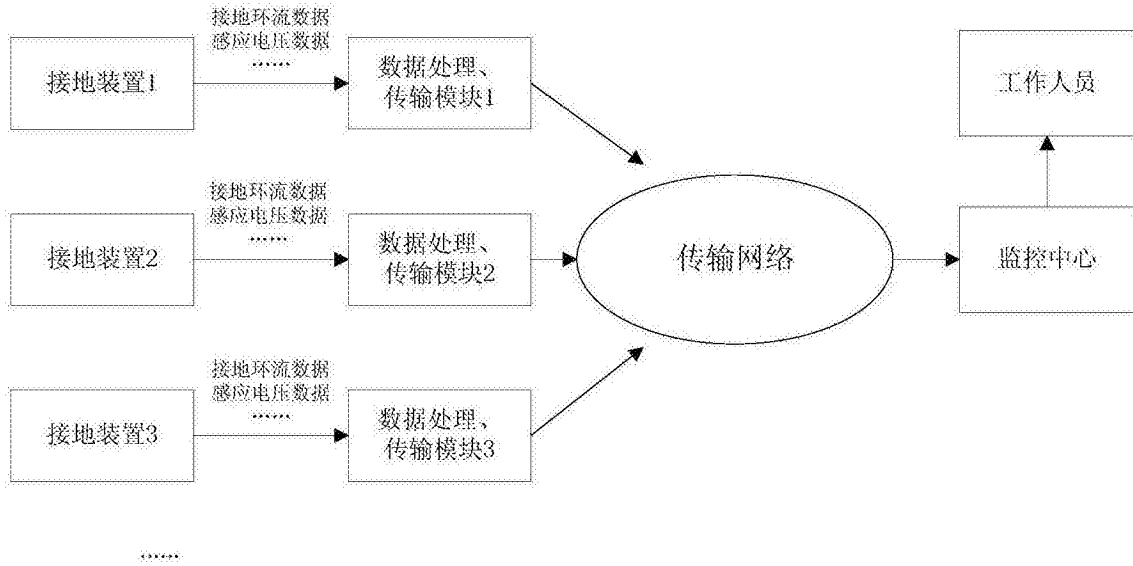 接地装置1
接地环流数据
感应电压数据
……
数据处理、
传输模块1
接地装置2
接地环流数据
感应电压数据
……
数据处理、
传输模块2
接地装置3
接地环流数据
感应电压数据
……
数据处理、
传输模块3
传输网络
监控中心
工作人员
……